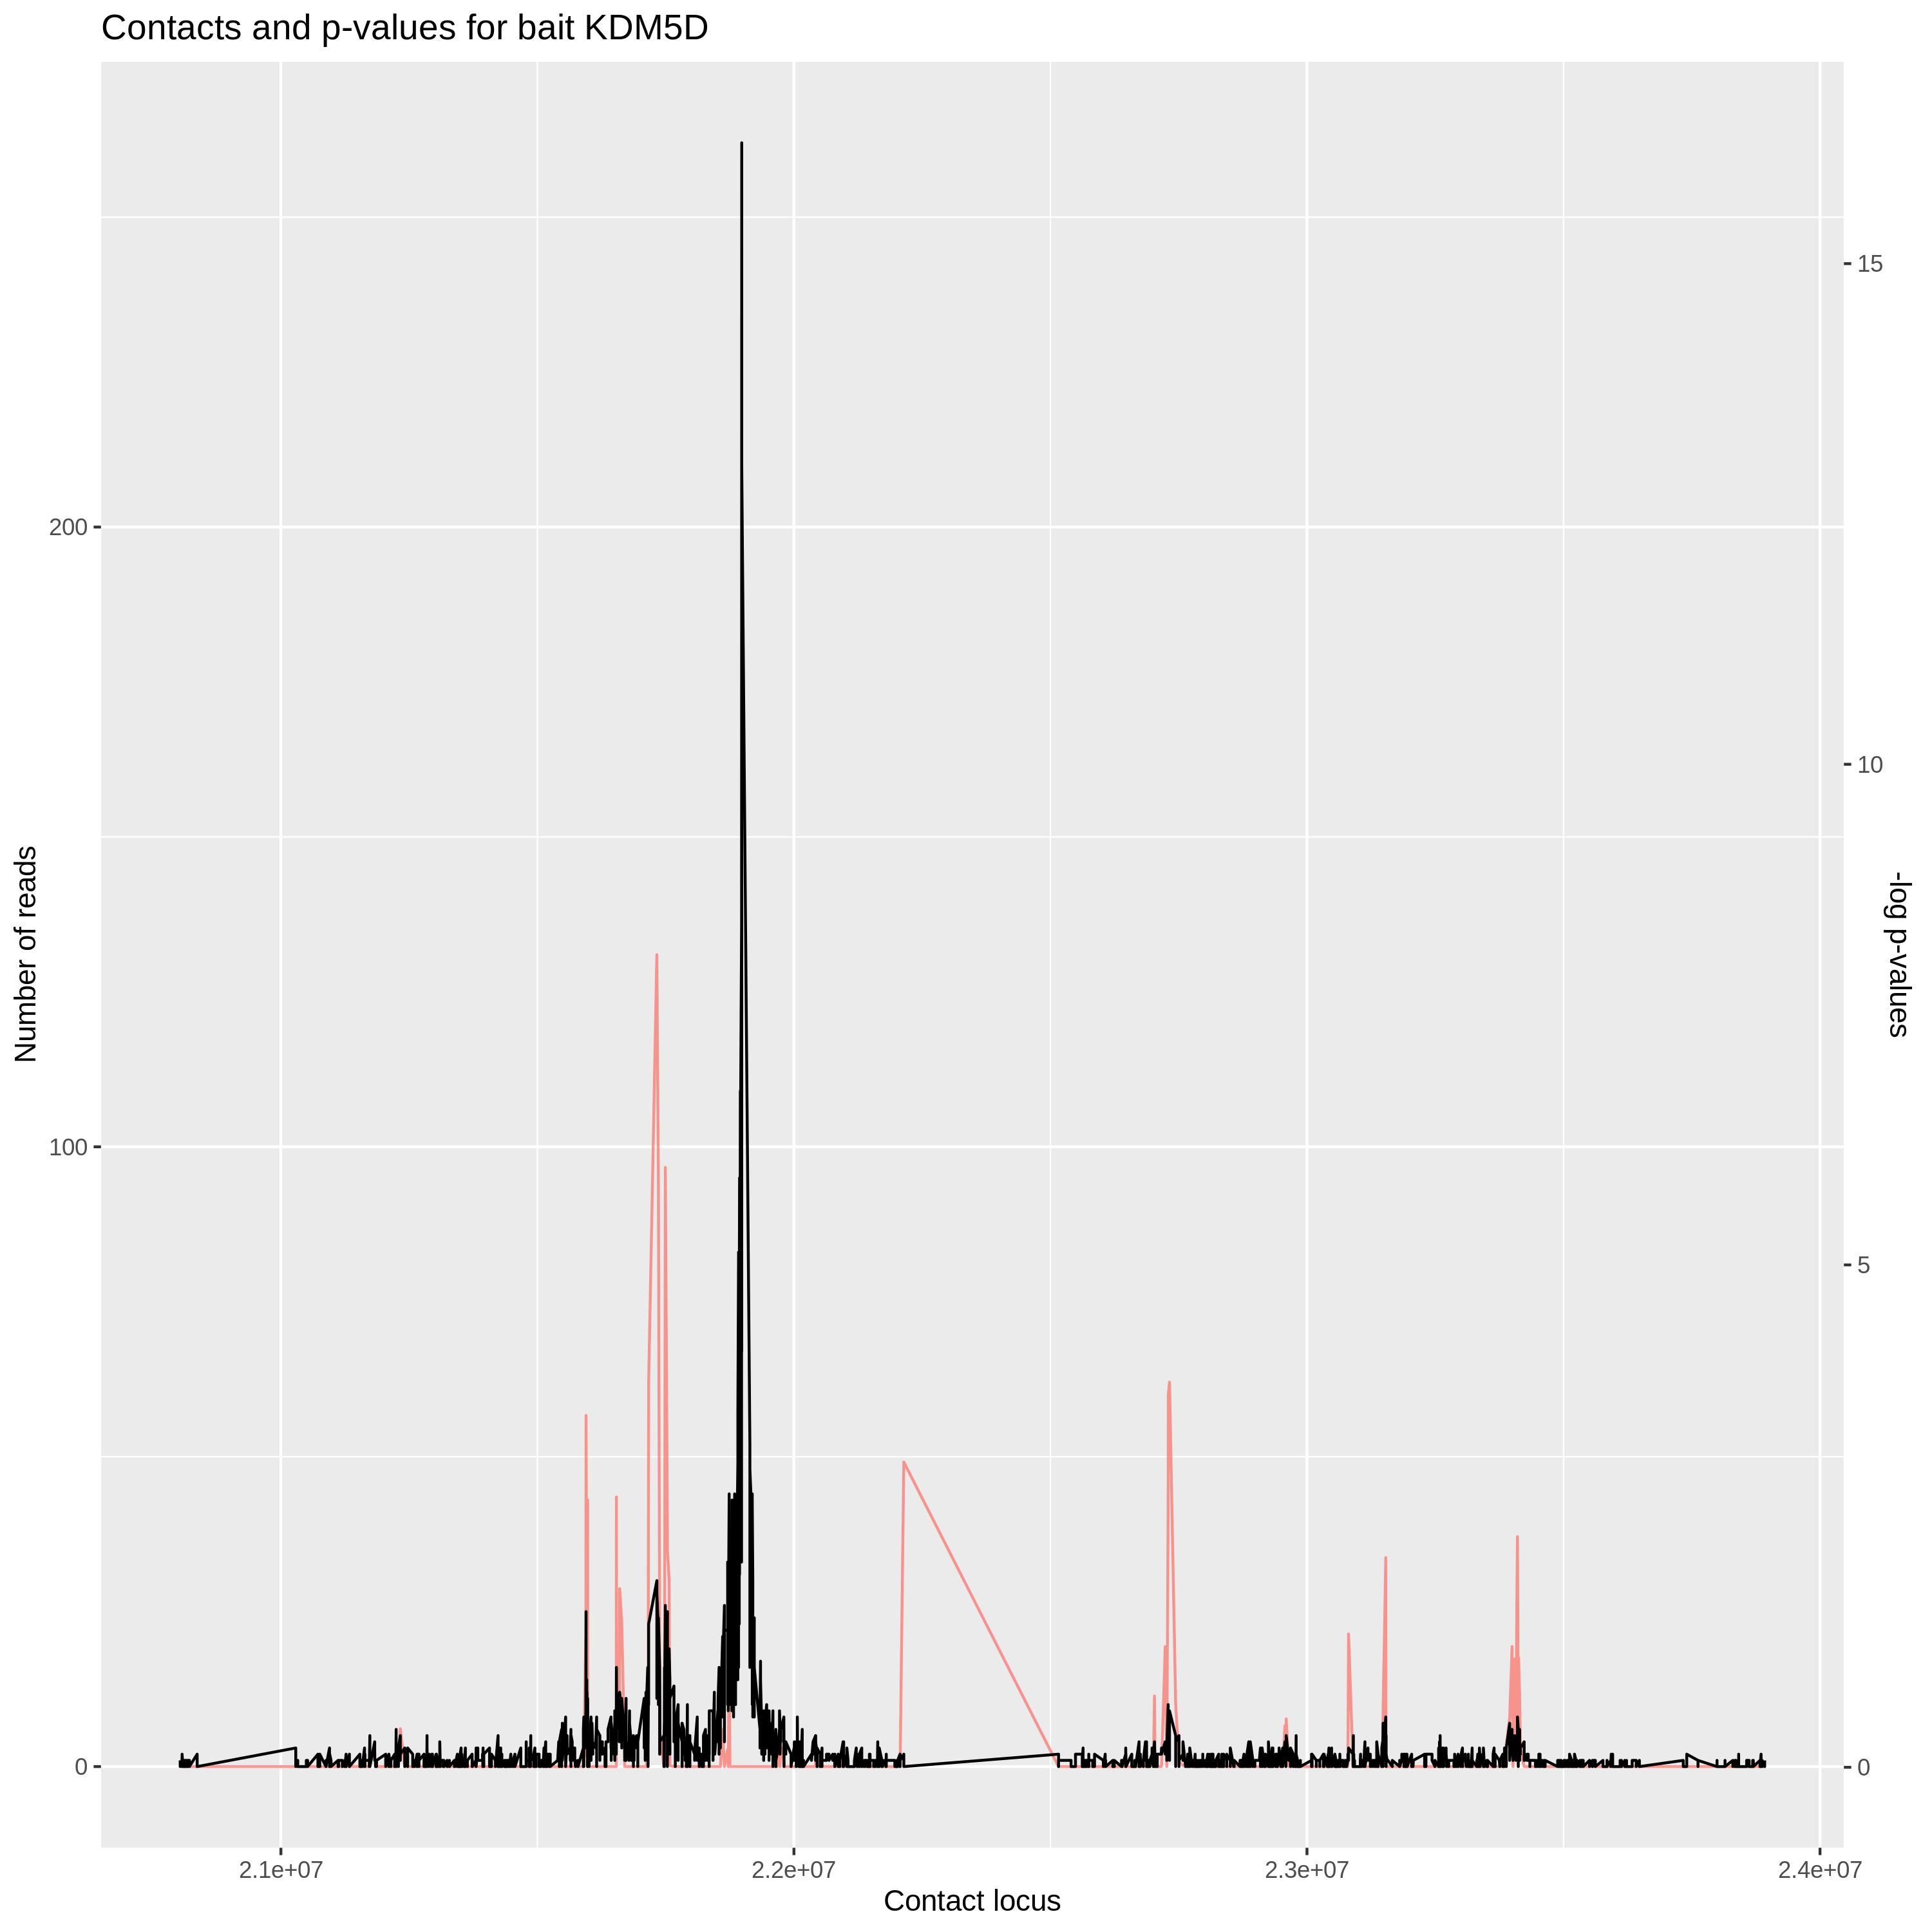 Contacts and p-values for bait KDM5D
Number of reads
200
100
0
15
10
5
0
-log p-values
2.1e+07
2.2e+07
2.3e+07
2.4e+07
Contact locus